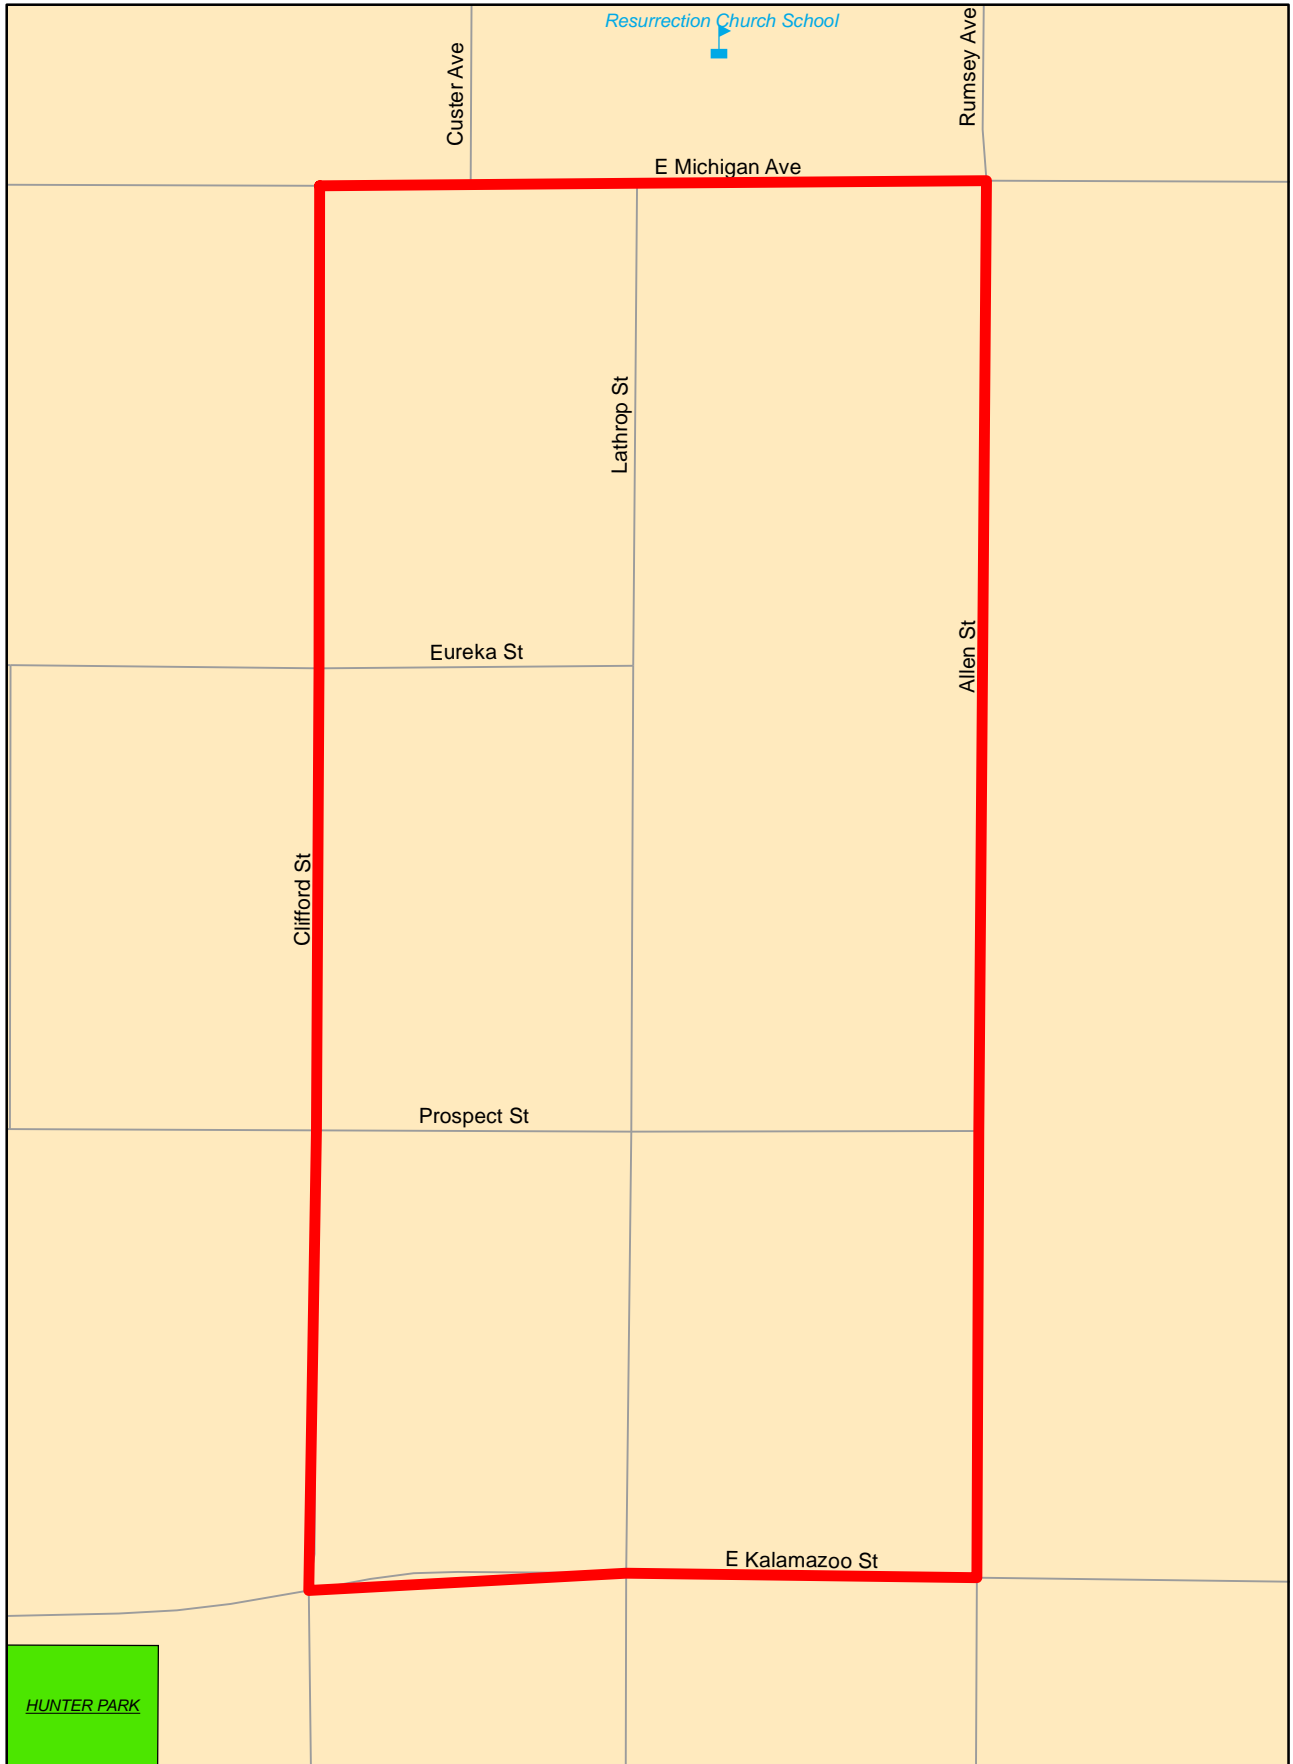 Resurrection Church School
Custer Ave
Rumsey Ave
E Michigan Ave
Lathrop St
Eureka St
Allen St
Clifford St
Prospect St
E Kalamazoo St
HUNTER PARK